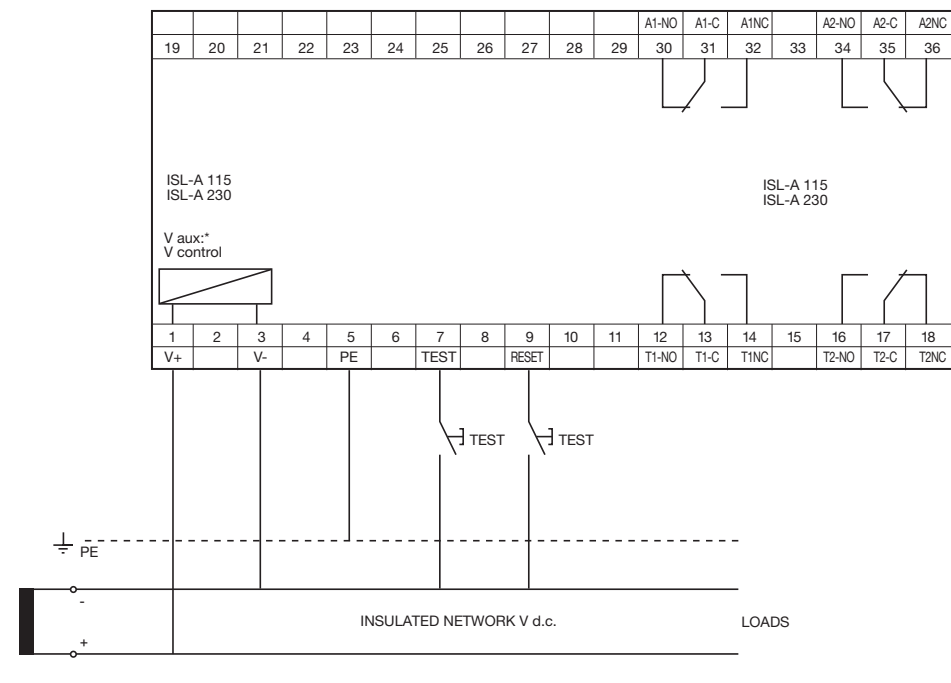 A1-NO A1-C A1NC A2-NO A2-C A2NC
19 20 21 22 23 24 25 26 27 28 29 30 31 32 33 34 35 36
ISL-A 115
ISL-A 230
ISL-A 115
ISL-A 230
V aux:*
V control
1 2 3 4 5 6 7 8 9 10 11 12 13 14 15 16 17 18
V+ V- PE TEST RESET T1-NO T1-C T1NC T2-NO T2-C T2NC
TEST TEST
PE
-
INSULATED NETWORK V d.c. LOADS
+